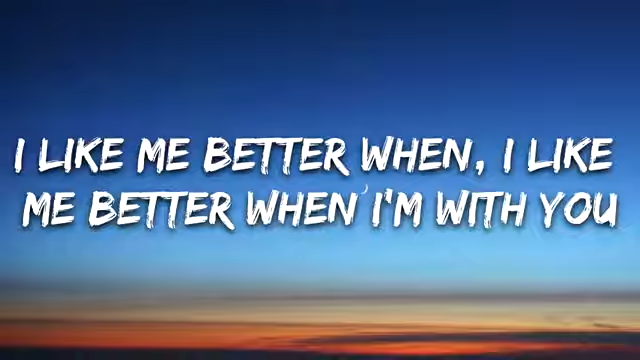 I LIKE ME BETTER WHEN, I LIKE
ME BETTER WHEN I'M WITH YOU